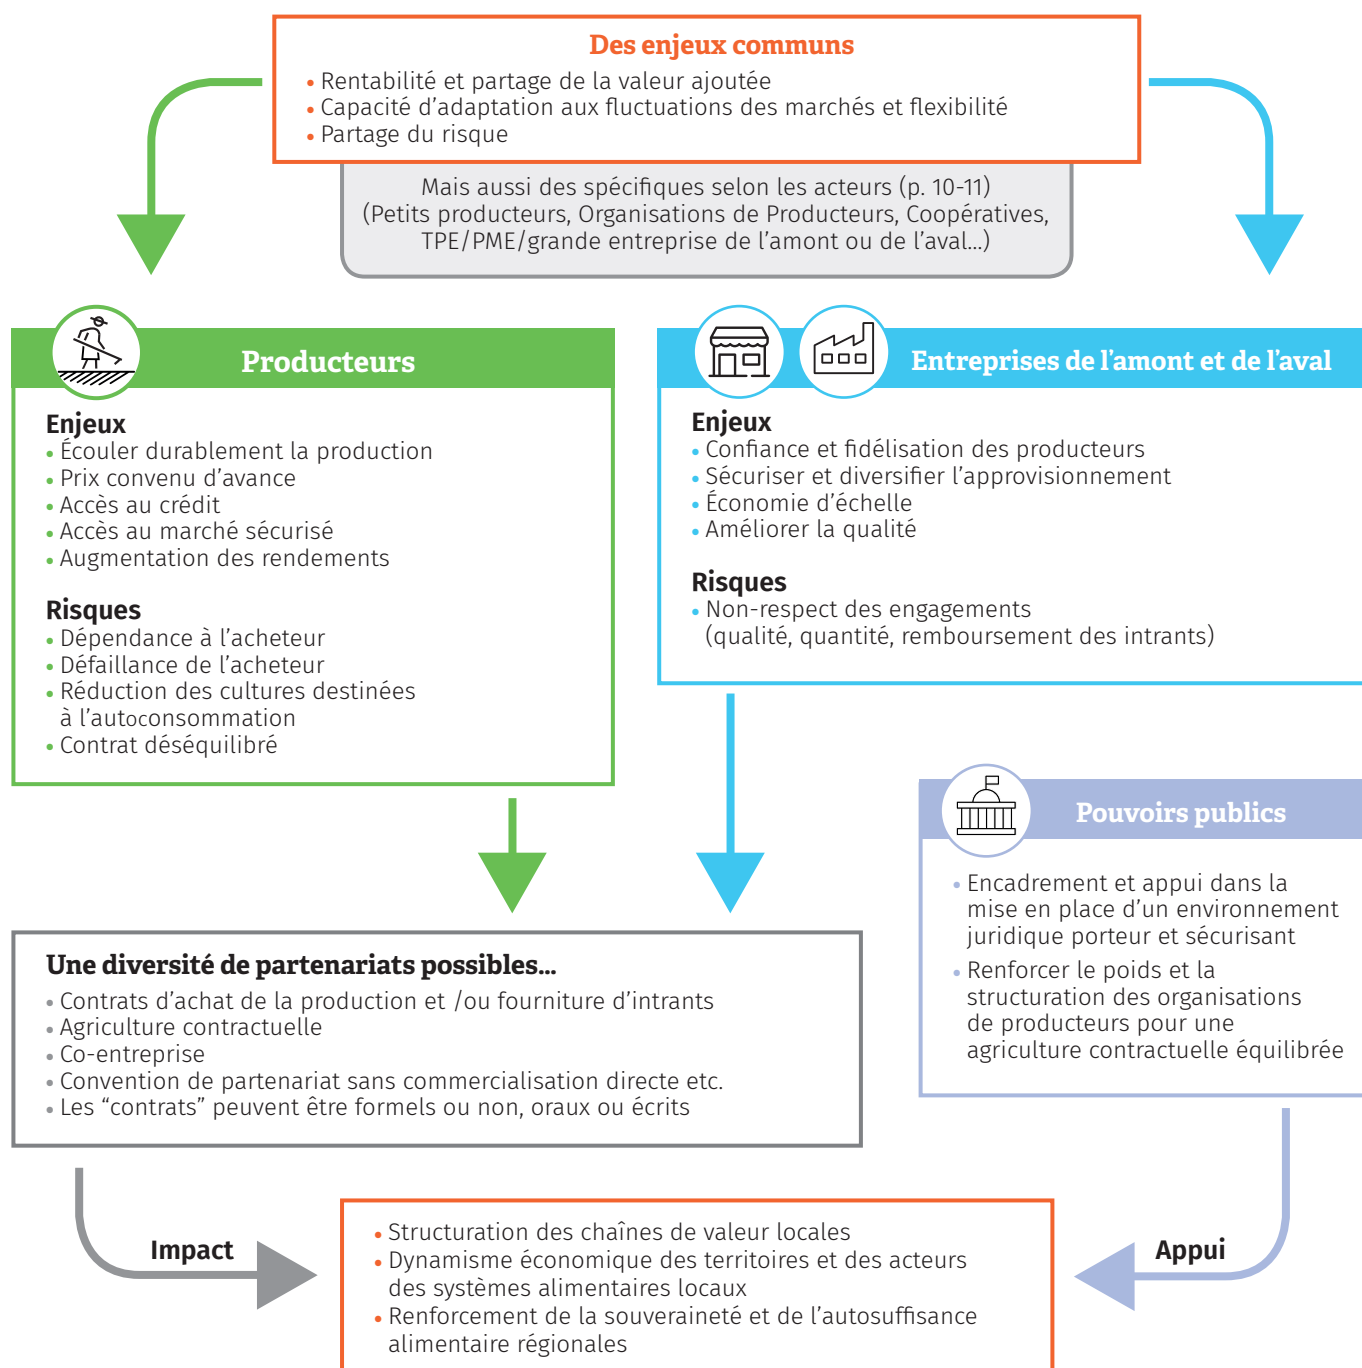 Des enjeux communs
• Rentabilité et partage de la valeur ajoutée
• Capacité d'adaptation aux fluctuations des marchés et flexibilité
• Partage du risque
Mais aussi des spécifiques selon les acteurs (p. 10-11)
(Petits producteurs, Organisations de Producteurs, Coopératives,
TPE/PME/grande entreprise de l'amont ou de l'aval...)
Producteurs
Enjeux
• Écouler durablement la production
• Prix convenu d'avance
• Accès au crédit
• Accès au marché sécurisé
• Augmentation des rendements
Risques
• Dépendance à l'acheteur
• Défaillance de l'acheteur
• Réduction des cultures destinées
à l'autoconsommation
• Contrat déséquilibré
Entreprises de l'amont et de l'aval
Enjeux
• Confiance et fidélisation des producteurs
• Sécuriser et diversifier l'approvisionnement
• Économie d'échelle
• Améliorer la qualité
Risques
• Non-respect des engagements
(qualité, quantité, remboursement des intrants)
Pouvoirs publics
• Encadrement et appui dans la
mise en place d'un environnement
juridique porteur et sécurisant
• Renforcer le poids et la
structuration des organisations
de producteurs pour une
agriculture contractuelle équilibrée
Une diversité de partenariats possibles...
• Contrats d'achat de la production et /ou fourniture d'intrants
• Agriculture contractuelle
• Co-entreprise
• Convention de partenariat sans commercialisation directe etc.
• Les “contrats” peuvent être formels ou non, oraux ou écrits
Impact
• Structuration des chaînes de valeur locales
• Dynamisme économique des territoires et des acteurs
des systèmes alimentaires locaux
• Renforcement de la souveraineté et de l'autosuffisance
alimentaire régionales
Appui